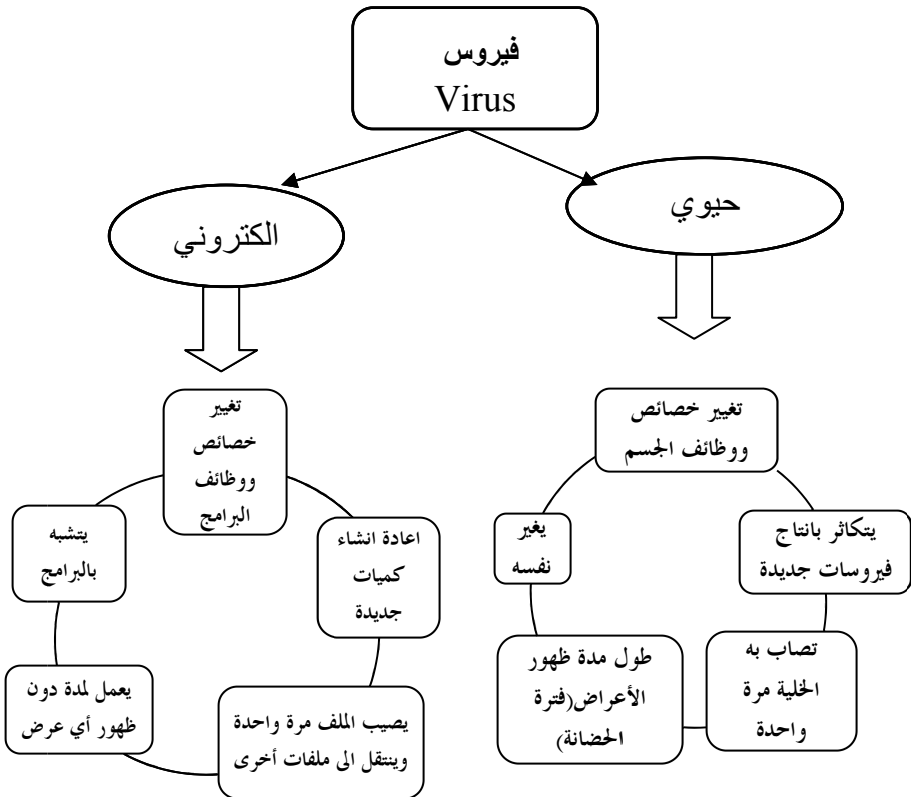 فيروس
Virus
حيوي
الكتروني
تغيير خصائص
ووظائف الجسم
يتكاثر بانتاج
فيروسات جديدة
تصاب به
الخلية مرة
واحدة
طول مدة ظهور
الأعراض(فترة
الحضانة)
يغير
نفسه
تغيير
خصائص
ووظائف
البرامج
اعادة انشاء
كميات
جديدة
يصيب الملف مرة واحدة
وينتقل الى ملفات أخرى
يعمل لمدة دون
ظهور أي عرض
يتشبه
بالبرامج